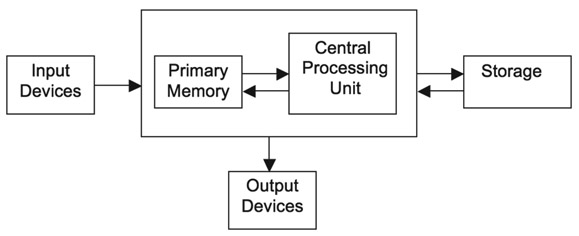 Input
Devices
Primary
Memory
Central
Processing
Unit
Storage
Output
Devices